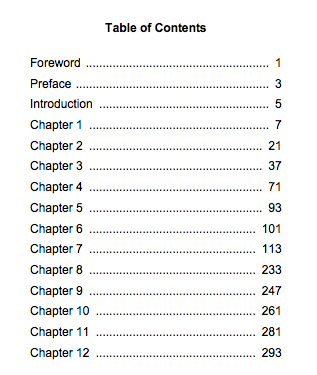 Table of Contents
Foreword ........................................................ 1
Preface ............................................................ 3
Introduction ..................................................... 5
Chapter 1 ....................................................... 7
Chapter 2 ..................................................... 21
Chapter 3 ..................................................... 37
Chapter 4 ..................................................... 71
Chapter 5 ..................................................... 93
Chapter 6 ................................................... 101
Chapter 7 ................................................... 113
Chapter 8 ................................................... 233
Chapter 9 ................................................... 247
Chapter 10 ................................................. 261
Chapter 11 ................................................. 281
Chapter 12 ................................................. 293